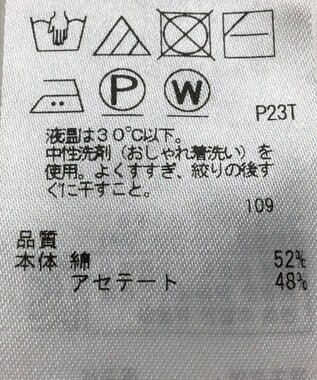 P W
P23T
液温は30℃以下。
中性洗剤（おしゃれ着洗い）を
使用。よくすすぎ、絞りの後す
ぐに干すこと。
109
品質
本体 綿 52%
アセテート 48%